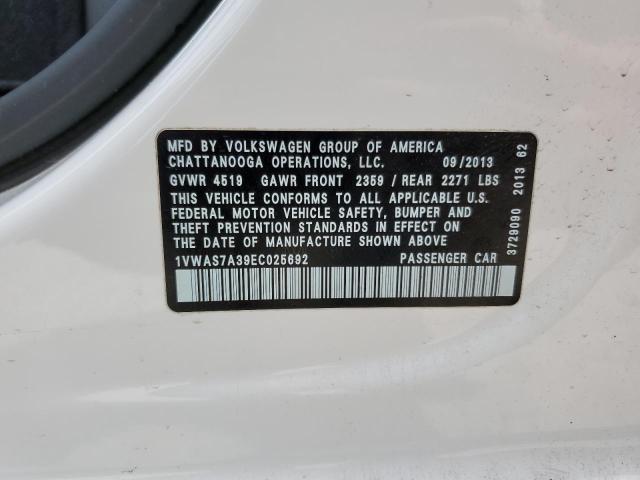 MFD BY VOLKSWAGEN GROUP OF AMERICA
CHATTANOOGA OPERATIONS, LLC. 09/2013
GVWR 4519 GAWR FRONT 2359 / REAR 2271 LBS
THIS VEHICLE CONFORMS TO ALL APPLICABLE U.S.
FEDERAL MOTOR VEHICLE SAFETY, BUMPER AND
THEFT PREVENTION STANDARDS IN EFFECT ON
THE DATE OF MANUFACTURE SHOWN ABOVE
1VWAS7A39EC025692 PASSENGER CAR
3729090 2013 62